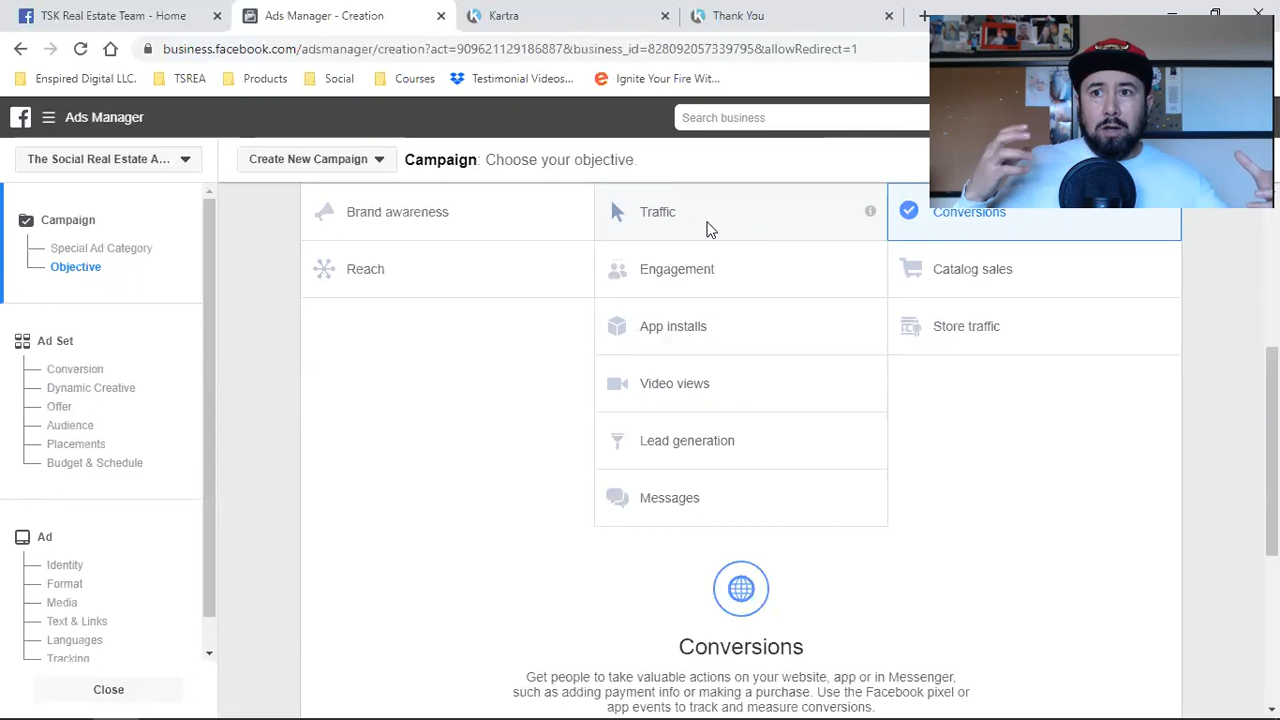 TSK Real Estate Team - Home
Ads Manager - Creation
Kartra
Thank You
business.facebook.com/adsmanager/creation?act=909621129186887&business_id=828092057339795&allowRedirect=1
Enspired Digital LLC.
TSREA
Products
Social
Courses
Testimonial Videos...
Ignite Your Fire Wit...
Ads Manager
Search business
The Social Real Estate A...
Create New Campaign
Campaign: Choose your objective.
Campaign
Special Ad Category
Objective
Ad Set
Conversion
Dynamic Creative
Offer
Audience
Placements
Budget & Schedule
Ad
Identity
Format
Media
Text & Links
Languages
Tracking
Close
Brand awareness
Traffic
Conversions
Reach
Engagement
Catalog sales
App installs
Store traffic
Video views
Lead generation
Messages
Conversions
Get people to take valuable actions on your website, app or in Messenger,
such as adding payment info or making a purchase. Use the Facebook pixel or
app events to track and measure conversions.